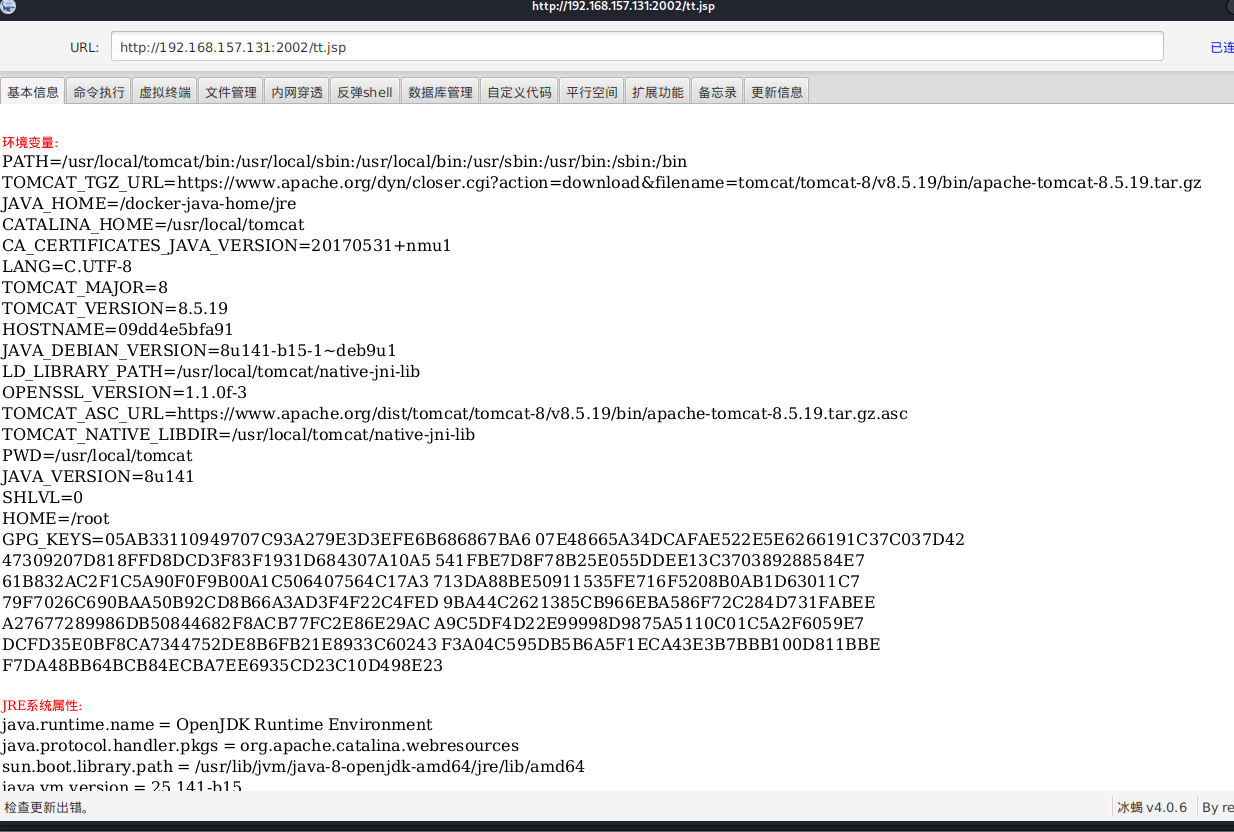 http://192.168.157.131:2002/tt.jsp
URL: http://192.168.157.131:2002/tt.jsp 已连
基本信息 命令执行 虚拟终端 文件管理 内网穿透 反弹shell 数据库管理 自定义代码 平行空间 扩展功能 备忘录 更新信息
环境变量:
PATH=/usr/local/tomcat/bin:/usr/local/sbin:/usr/local/bin:/usr/sbin:/usr/bin:/sbin:/bin
TOMCAT_TGZ_URL=https://www.apache.org/dyn/closer.cgi?action=download&filename=tomcat/tomcat-8/v8.5.19/bin/apache-tomcat-8.5.19.tar.gz
JAVA_HOME=/docker-java-home/jre
CATALINA_HOME=/usr/local/tomcat
CA_CERTIFICATES_JAVA_VERSION=20170531+nmu1
LANG=C.UTF-8
TOMCAT_MAJOR=8
TOMCAT_VERSION=8.5.19
HOSTNAME=09dd4e5bfa91
JAVA_DEBIAN_VERSION=8u141-b15-1~deb9u1
LD_LIBRARY_PATH=/usr/local/tomcat/native-jni-lib
OPENSSL_VERSION=1.1.0f-3
TOMCAT_ASC_URL=https://www.apache.org/dist/tomcat/tomcat-8/v8.5.19/bin/apache-tomcat-8.5.19.tar.gz.asc
TOMCAT_NATIVE_LIBDIR=/usr/local/tomcat/native-jni-lib
PWD=/usr/local/tomcat
JAVA_VERSION=8u141
SHLVL=0
HOME=/root
GPG_KEYS=05AB33110949707C93A279E3D3EFE6B686867BA6 07E48665A34DCAFAE522E5E6266191C37C037D42
47309207D818FFD8DCD3F83F1931D684307A10A5 541FBE7D8F78B25E055DDEE13C370389288584E7
61B832AC2F1C5A90F0F9B00A1C506407564C17A3 713DA88BE50911535FE716F5208B0AB1D63011C7
79F7026C690BAA50B92CD8B66A3AD3F4F22C4FED 9BA44C2621385CB966EBA586F72C284D731FABEE
A27677289986DB50844682F8ACB77FC2E86E29AC A9C5DF4D22E99998D9875A5110C01C5A2F6059E7
DCFD35E0BF8CA7344752DE8B6FB21E8933C60243 F3A04C595DB5B6A5F1ECA43E3B7BBB100D811BBE
F7DA48BB64BCB84ECBA7EE6935CD23C10D498E23
JRE系统属性:
java.runtime.name = OpenJDK Runtime Environment
java.protocol.handler.pkgs = org.apache.catalina.webresources
sun.boot.library.path = /usr/lib/jvm/java-8-openjdk-amd64/jre/lib/amd64
java.vm.version = 25.141-b15
检查更新出错。 冰蝎 v4.0.6 By re